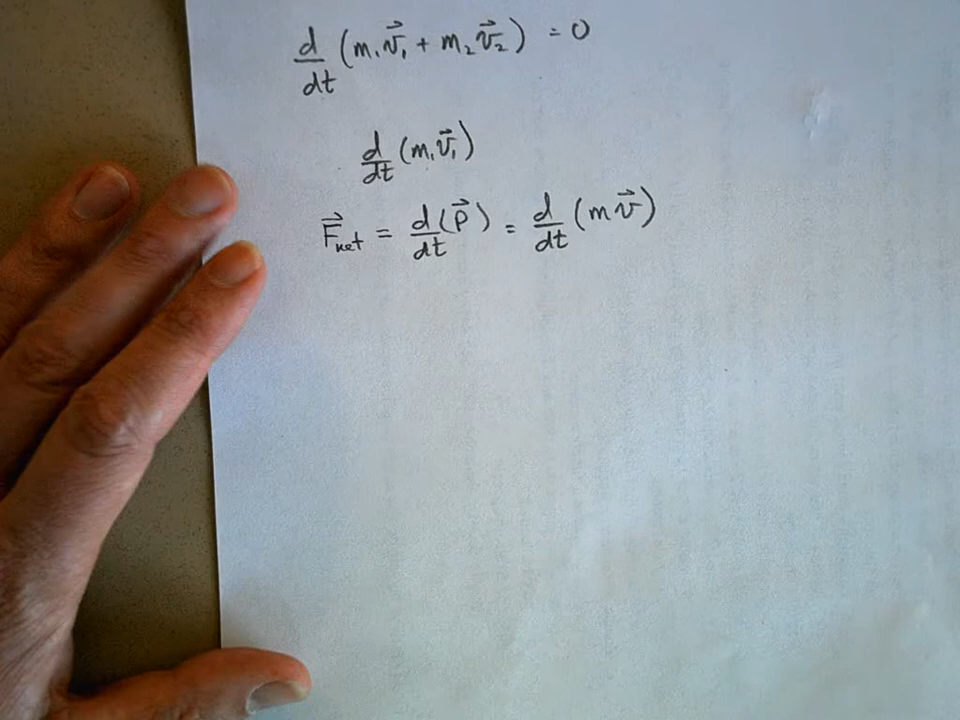 d/dt (m₁v⃗₁ + m₂v⃗₂) = 0
d/dt (m₁v⃗₁)
F⃗net = d/dt (p⃗) = d/dt (mv⃗)